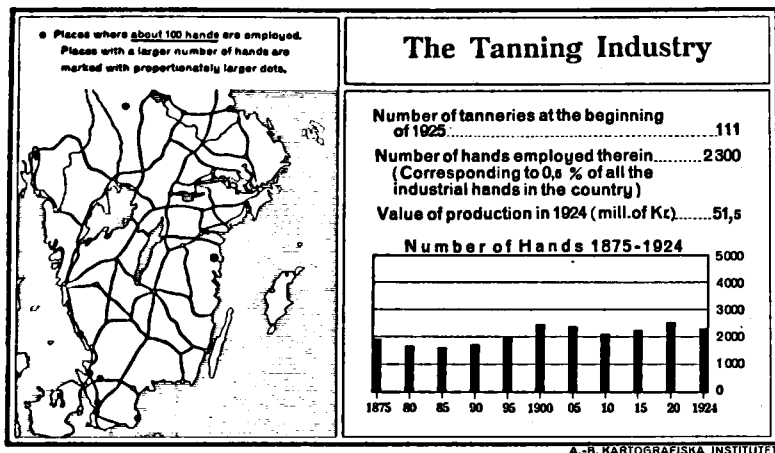 Places where about 100 hands are employed.
Places with a larger number of hands are
marked with proportionately larger dots.
The Tanning Industry
Number of tanneries at the beginning
of 1925 111
Number of hands employed therein 2300
(Corresponding to 0,6 % of all the
industrial hands in the country)
Value of production in 1924 (mill. of Kr.) 51,5
Number of Hands 1875-1924
5000
4000
3000
2000
1000
0
1875 80 85 90 95 1900 05 10 15 20 1924
A.-B. KARTOGRAFISKA INSTITUTET